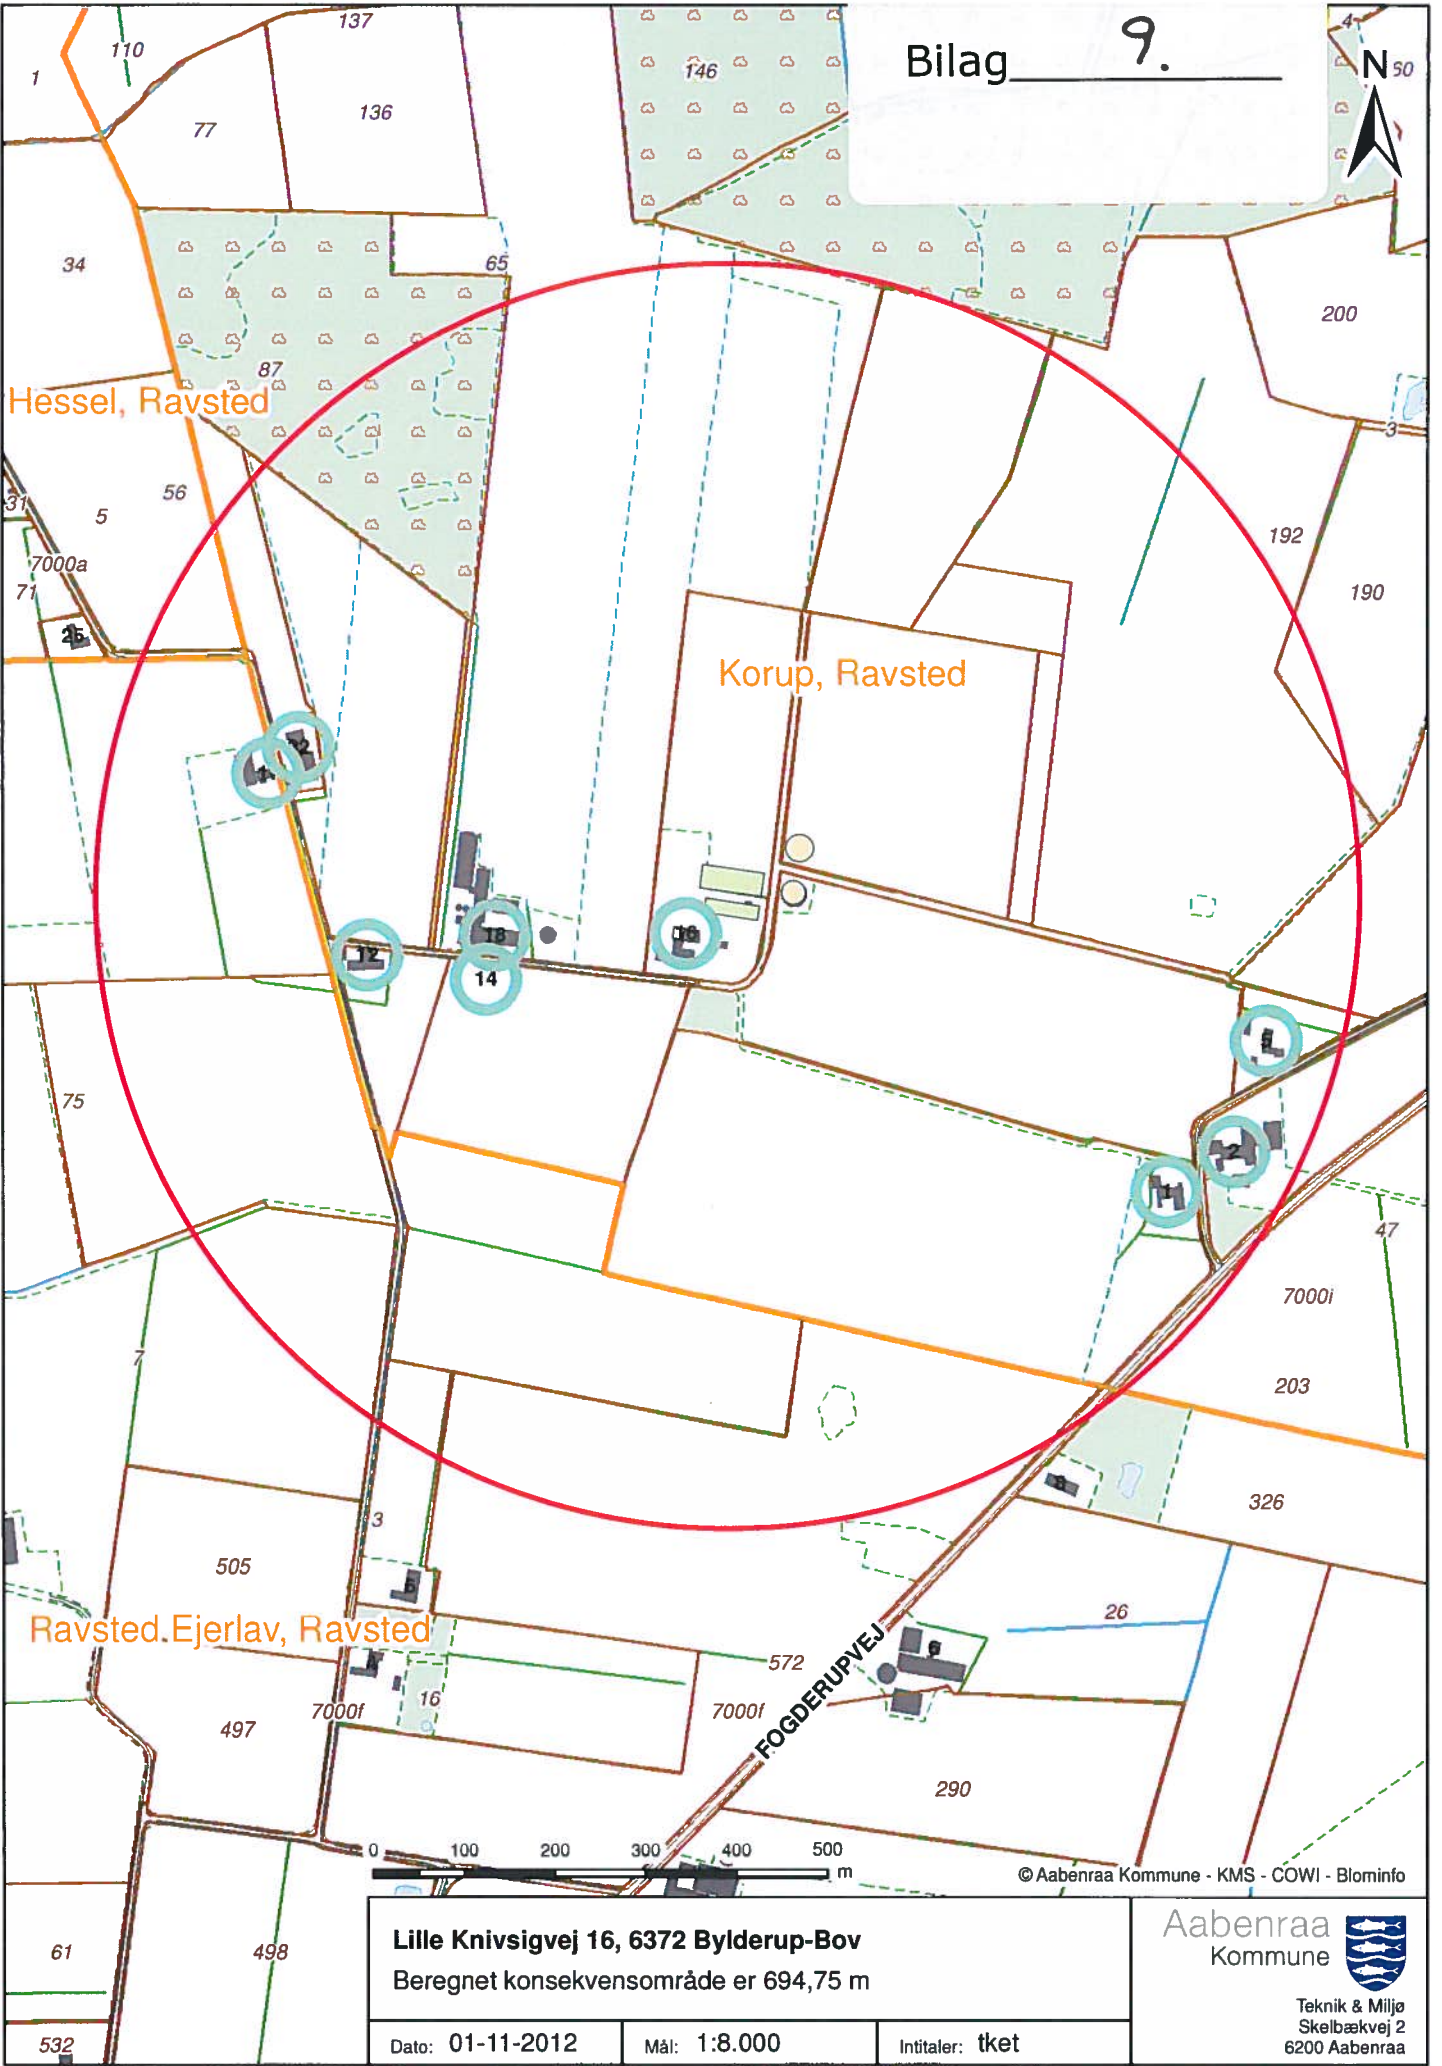 Bilag 9.
N
4
50
137
110
1
136
77
146
34
65
200
87
Hessel, Ravsted
3
56
5
31
192
7000a
71
190
25
Korup, Ravsted
12
18
16
14
75
2
1
47
7000i
7
203
326
3
505
5
26
Ravsted.Ejerlav, Ravsted
6
572
16
7000f
7000f
497
FOGDERUPVEJ
290
0 100 200 300 400 500
m
© Aabenraa Kommune - KMS - COWI - Blominfo
61
498
532
Lille Knivsigvej 16, 6372 Bylderup-Bov
Beregnet konsekvensområde er 694,75 m
Dato: 01-11-2012
Mål: 1:8.000
Intitaler: tket
Aabenraa
Kommune
Teknik & Miljø
Skelbækvej 2
6200 Aabenraa